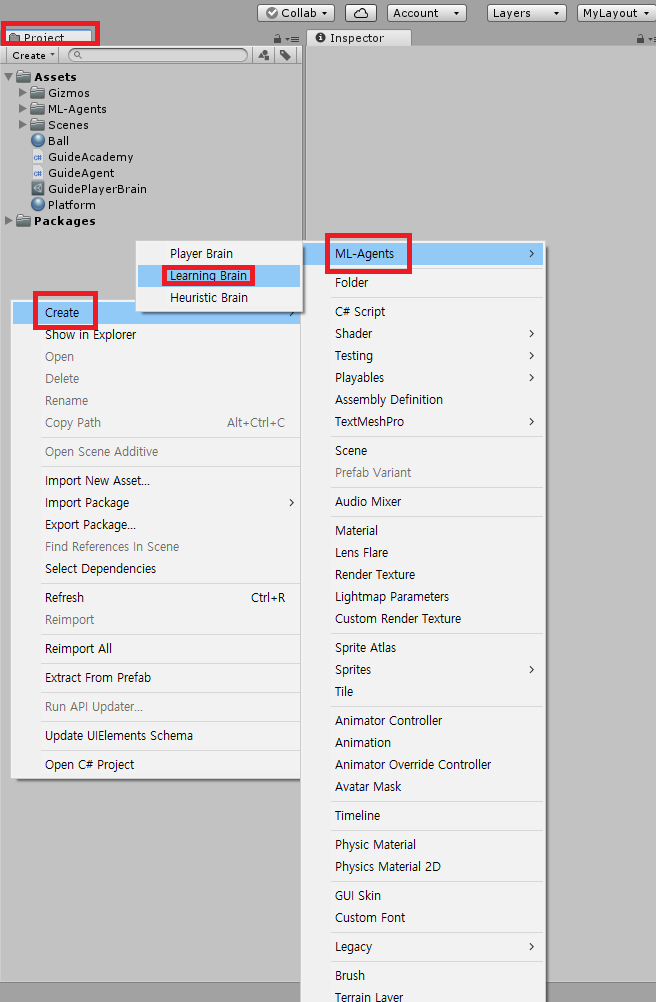 Collab
Account
Layers
MyLayout
Project
Inspector
Create
Assets
Gizmos
ML-Agents
Scenes
Ball
GuideAcademy
GuideAgent
GuidePlayerBrain
Platform
Packages
Player Brain
Learning Brain
Heuristic Brain
Create
Show in Explorer
Open
Delete
Rename
Copy Path Alt+Ctrl+C
Open Scene Additive
Import New Asset...
Import Package
Export Package...
Find References In Scene
Select Dependencies
Refresh Ctrl+R
Reimport
Reimport All
Extract From Prefab
Run API Updater...
Update UIElements Schema
Open C# Project
ML-Agents
Folder
C# Script
Shader
Testing
Playables
Assembly Definition
TextMeshPro
Scene
Prefab Variant
Audio Mixer
Material
Lens Flare
Render Texture
Lightmap Parameters
Custom Render Texture
Sprite Atlas
Sprites
Tile
Animator Controller
Animation
Animator Override Controller
Avatar Mask
Timeline
Physic Material
Physics Material 2D
GUI Skin
Custom Font
Legacy
Brush
Terrain Layer